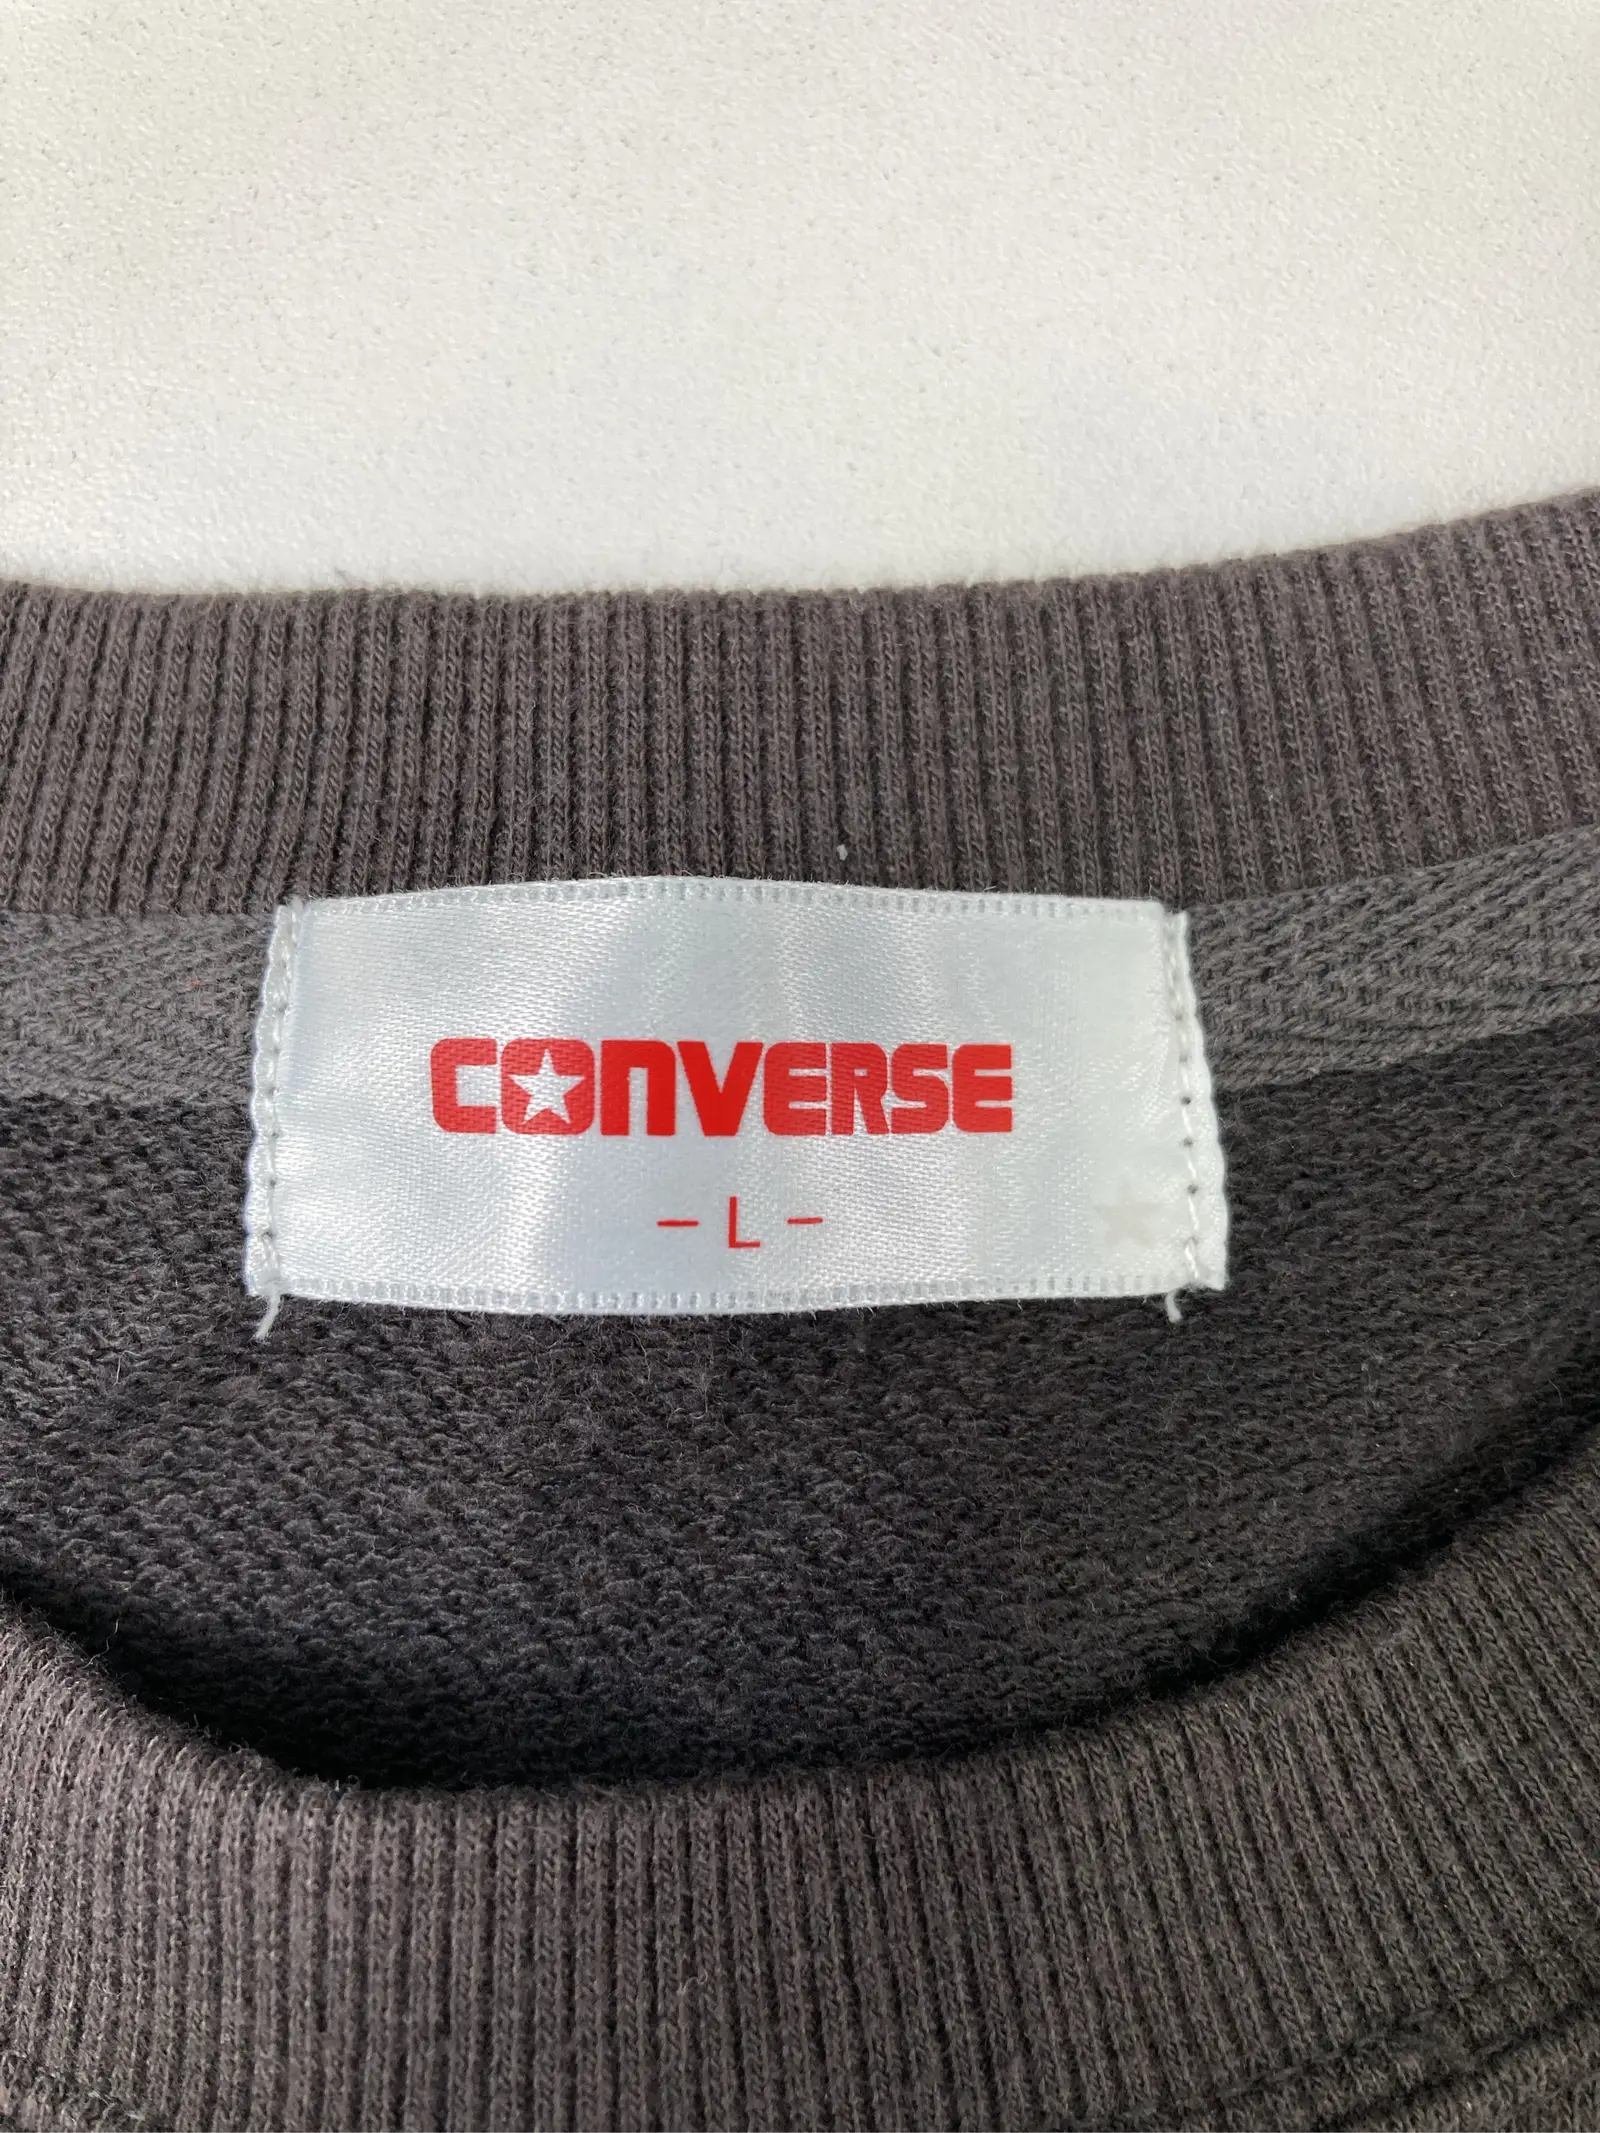 CONVERSE
- L -